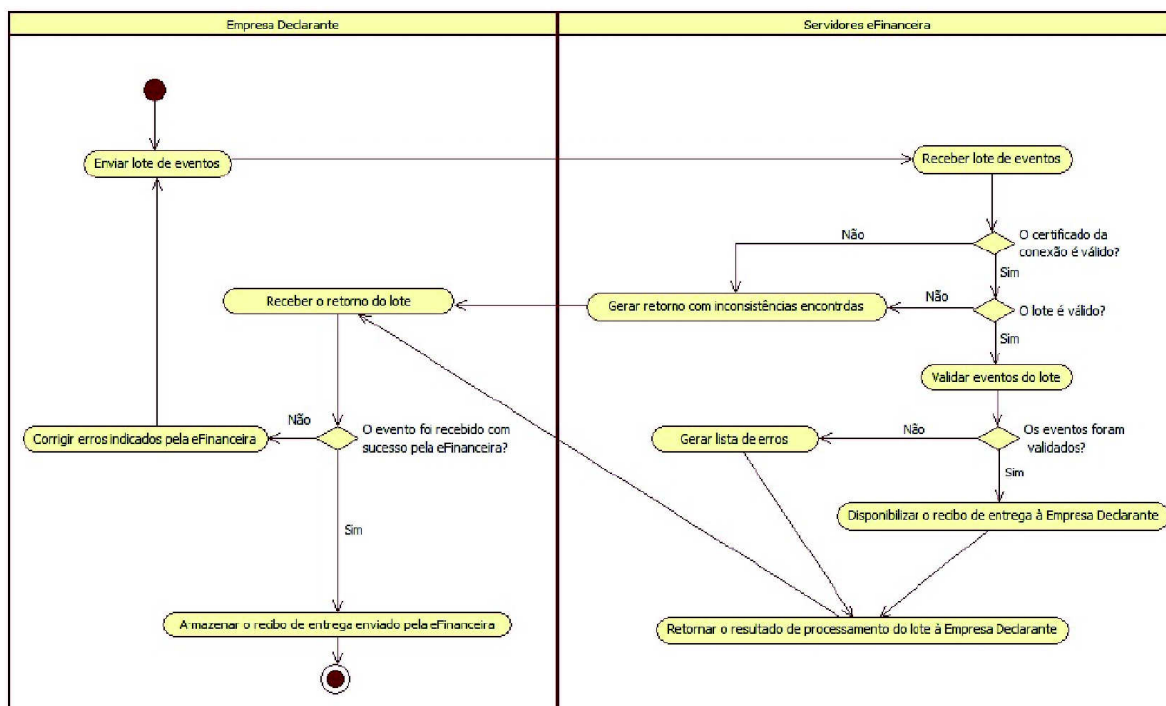 Empresa Declarante
Servidores eFinanceira
Enviar lote de eventos
Receber lote de eventos
Não
O certificado da
conexão é válido?
Sim
Receber o retorno do lote
Gerar retorno com inconsistências encontrdas
Não
O lote é válido?
Sim
Validar eventos do lote
Corrigir erros indicados pela eFinanceira
Não
O evento foi recebido com
sucesso pela eFinanceira?
Gerar lista de erros
Não
Os eventos foram
validados?
Sim
Disponibilizar o recibo de entrega à Empresa Declarante
Sim
Armazenar o recibo de entrega enviado pela eFinanceira
Retornar o resultado de processamento do lote à Empresa Declarante